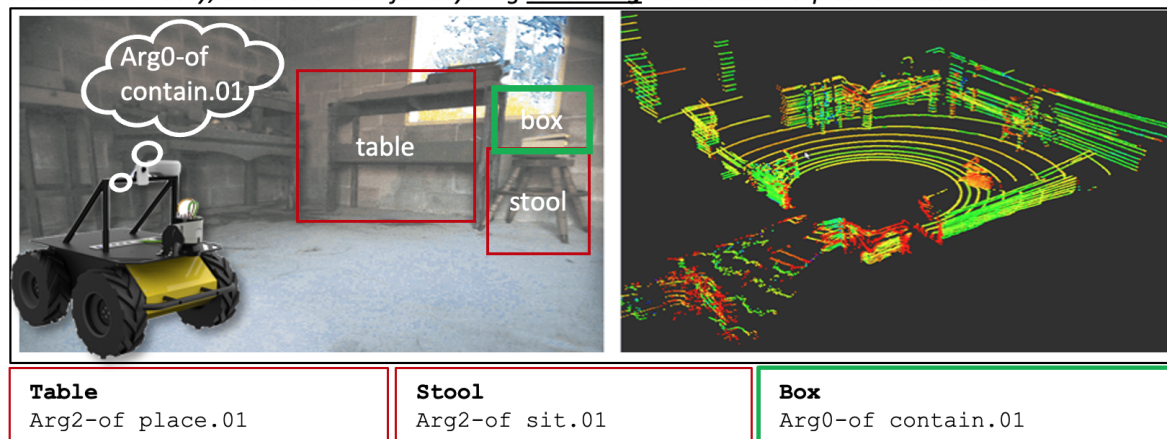 Arg0-of
contain.01
table
box
stool
Table
Arg2-of place.01
Stool
Arg2-of sit.01
Box
Arg0-of contain.01